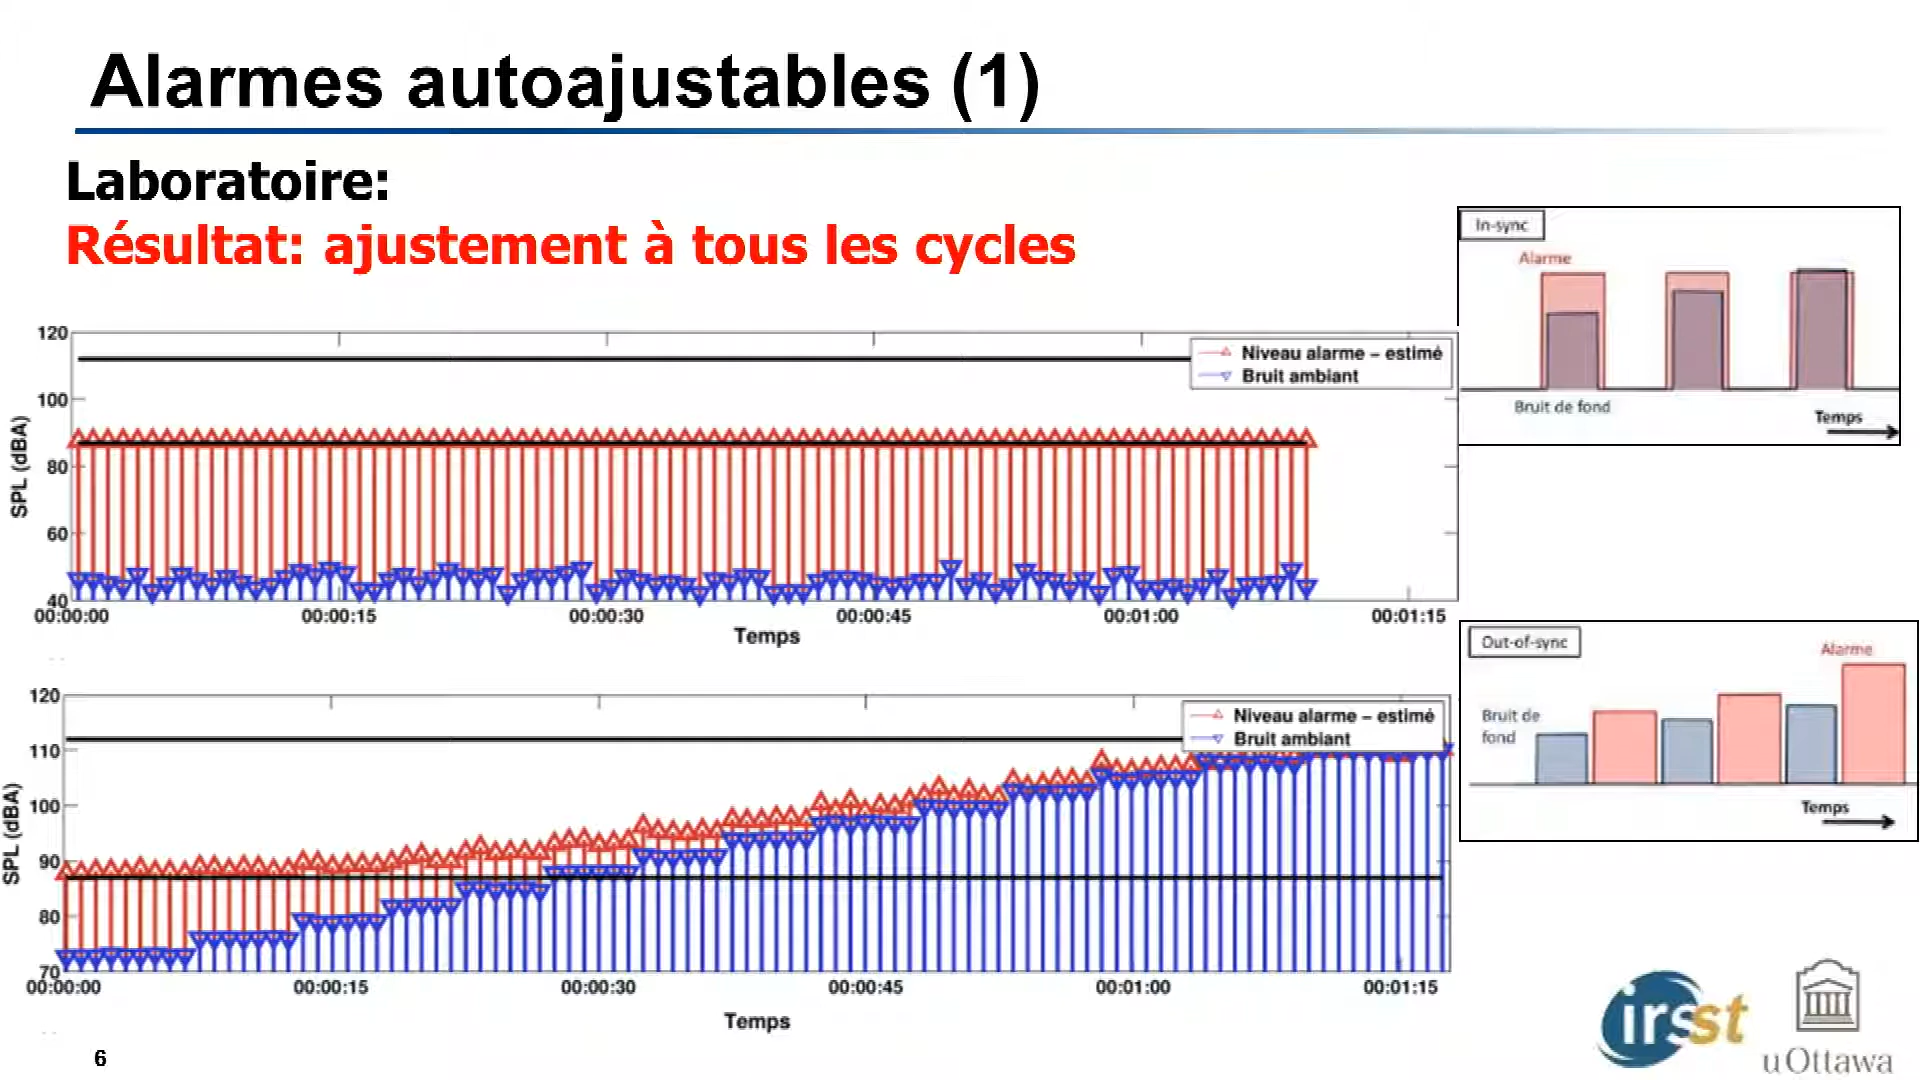 Alarmes autoajustables (1)
Laboratoire:
Résultat: ajustement à tous les cycles
In-sync
Alarme
Bruit de fond
Temps
120
100
80
60
40
SPL (dBA)
Niveau alarme – estimé
Bruit ambiant
00:00:00 00:00:15 00:00:30 00:00:45 00:01:00 00:01:15
Temps
Out-of-sync
Alarme
Bruit de
fond
Temps
120
110
100
90
80
70
SPL (dBA)
Niveau alarme – estimé
Bruit ambiant
00:00:00 00:00:15 00:00:30 00:00:45 00:01:00 00:01:15
Temps
6
irsst
uOttawa